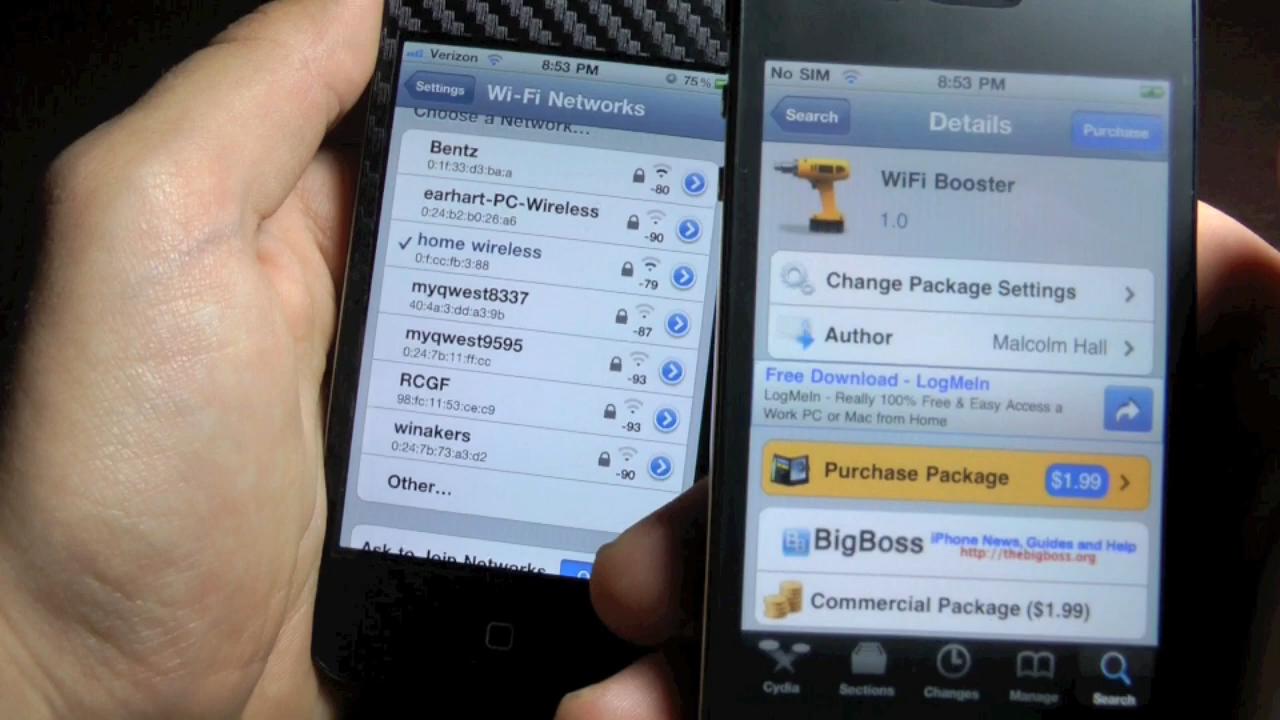 Verizon 8:53 PM 75%
Settings Wi-Fi Networks
Choose a Network...
Bentz
0:1f:33:d3:ba:a
-80
earhart-PC-Wireless
0:24:b2:b0:26:a6
-90
home wireless
0:f:cc:fb:3:88
-79
myqwest8337
40:4a:3:dd:a3:9b
-87
myqwest9595
0:24:7b:11:ff:cc
-93
RCGF
98:fc:11:53:ce:c9
-93
winakers
0:24:7b:73:a3:d2
-90
Other...
Ask to Join Networks
No SIM 8:53 PM
Search Details Purchase
WiFi Booster
1.0
Change Package Settings
Author Malcolm Hall
Free Download - LogMeIn
LogMeIn - Really 100% Free & Easy Access a
Work PC or Mac from Home
Purchase Package $1.99
BigBoss iPhone News, Guides and Help
http://thebigboss.org
Commercial Package ($1.99)
Cydia Sections Changes Manage Search